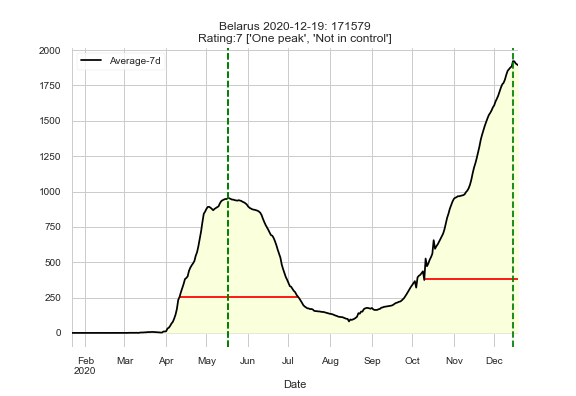 Belarus 2020-12-19: 171579
Rating:7 ['One peak', 'Not in control']
Average-7d
2000
1750
1500
1250
1000
750
500
250
0
Feb Mar Apr May Jun Jul Aug Sep Oct Nov Dec
2020
Date